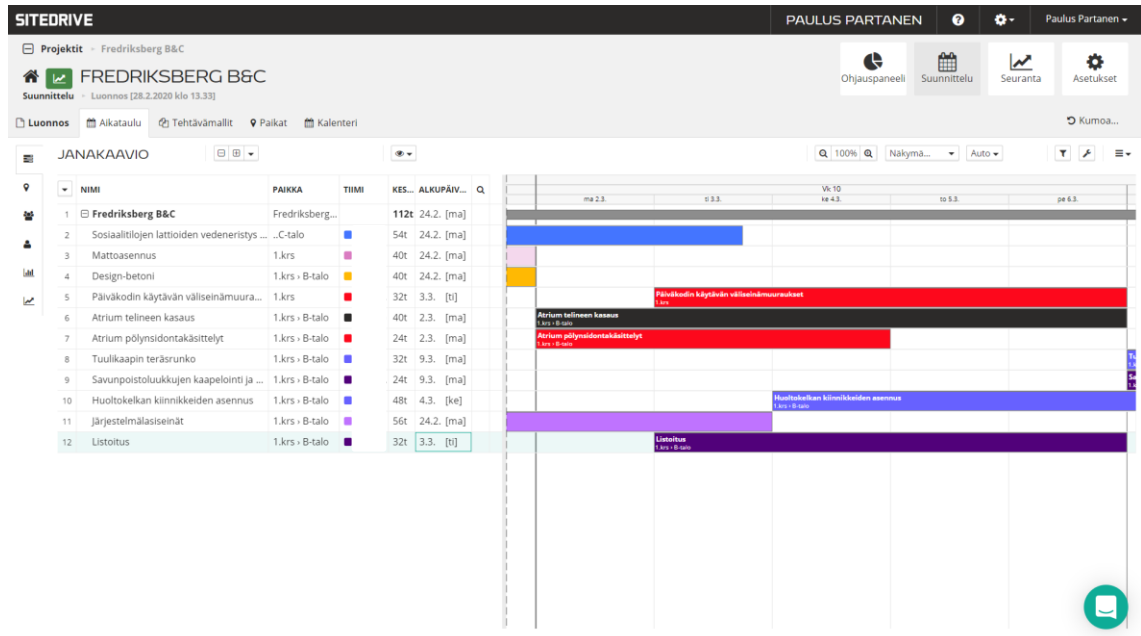 SITEDRIVE PAULUS PARTANEN Paulus Partanen
Projektit Fredriksberg B&C
FREDRIKSBERG B&C
Suunnittelu Luonnos [28.2.2020 klo 13.33]
Ohjauspaneeli Suunnittelu Seuranta Asetukset
Luonnos Aikataulu Tehtävämallit Paikat Kalenteri Kumoa...
JANAKAAVIO 100% Näkymä... Auto
NIMI PAIKKA TIIMI KES... ALKUPÄIV...
Vk 10
ma 2.3. ti 3.3. ke 4.3. to 5.3. pe 6.3.
1 Fredriksberg B&C Fredriksberg... 112t 24.2. [ma]
2 Sosiaalitilojen lattioiden vedeneristys ... ..C-talo 54t 24.2. [ma]
3 Mattoasennus 1.krs 40t 24.2. [ma]
4 Design-betoni 1.krs › B-talo 40t 24.2. [ma]
5 Päiväkodin käytävän väliseinämuura... 1.krs 32t 3.3. [ti]
Päiväkodin käytävän väliseinämuuraukset
1.krs
6 Atrium telineen kasaus 1.krs › B-talo 40t 2.3. [ma]
Atrium telineen kasaus
1.krs › B-talo
7 Atrium pölynsidontakäsittelyt 1.krs › B-talo 24t 2.3. [ma]
Atrium pölynsidontakäsittelyt
1.krs › B-talo
8 Tuulikaapin teräsrunko 1.krs › B-talo 32t 9.3. [ma]
Tu
9 Savunpoistoluukkujen kaapelointi ja ... 1.krs › B-talo 24t 9.3. [ma]
Sa
10 Huoltokelkan kiinnikkeiden asennus 1.krs › B-talo 48t 4.3. [ke]
Huoltokelkan kiinnikkeiden asennus
1.krs › B-talo
11 Järjestelmälasiseinät 1.krs › B-talo 56t 24.2. [ma]
12 Listoitus 1.krs › B-talo 32t 3.3. [ti]
Listoitus
1.krs › B-talo